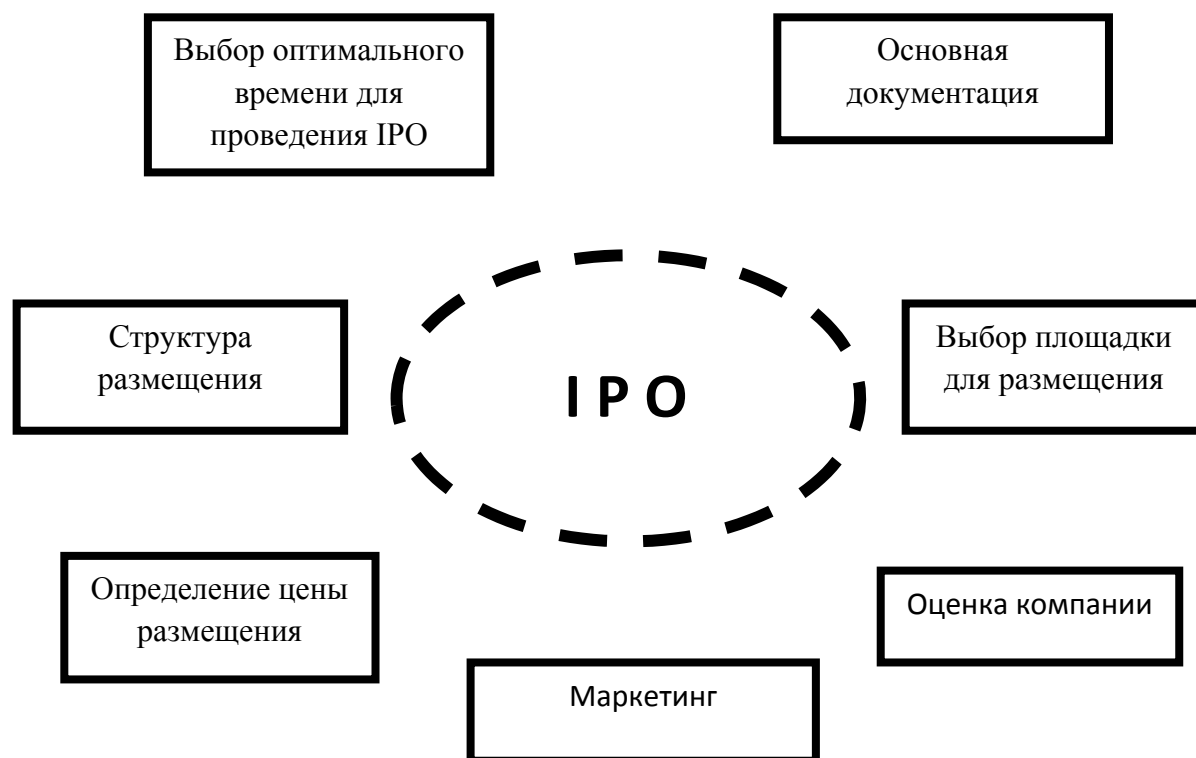 Выбор оптимального
времени для
проведения IPO
Основная
документация
Структура
размещения
I P O
Выбор площадки
для размещения
Определение цены
размещения
Оценка компании
Маркетинг